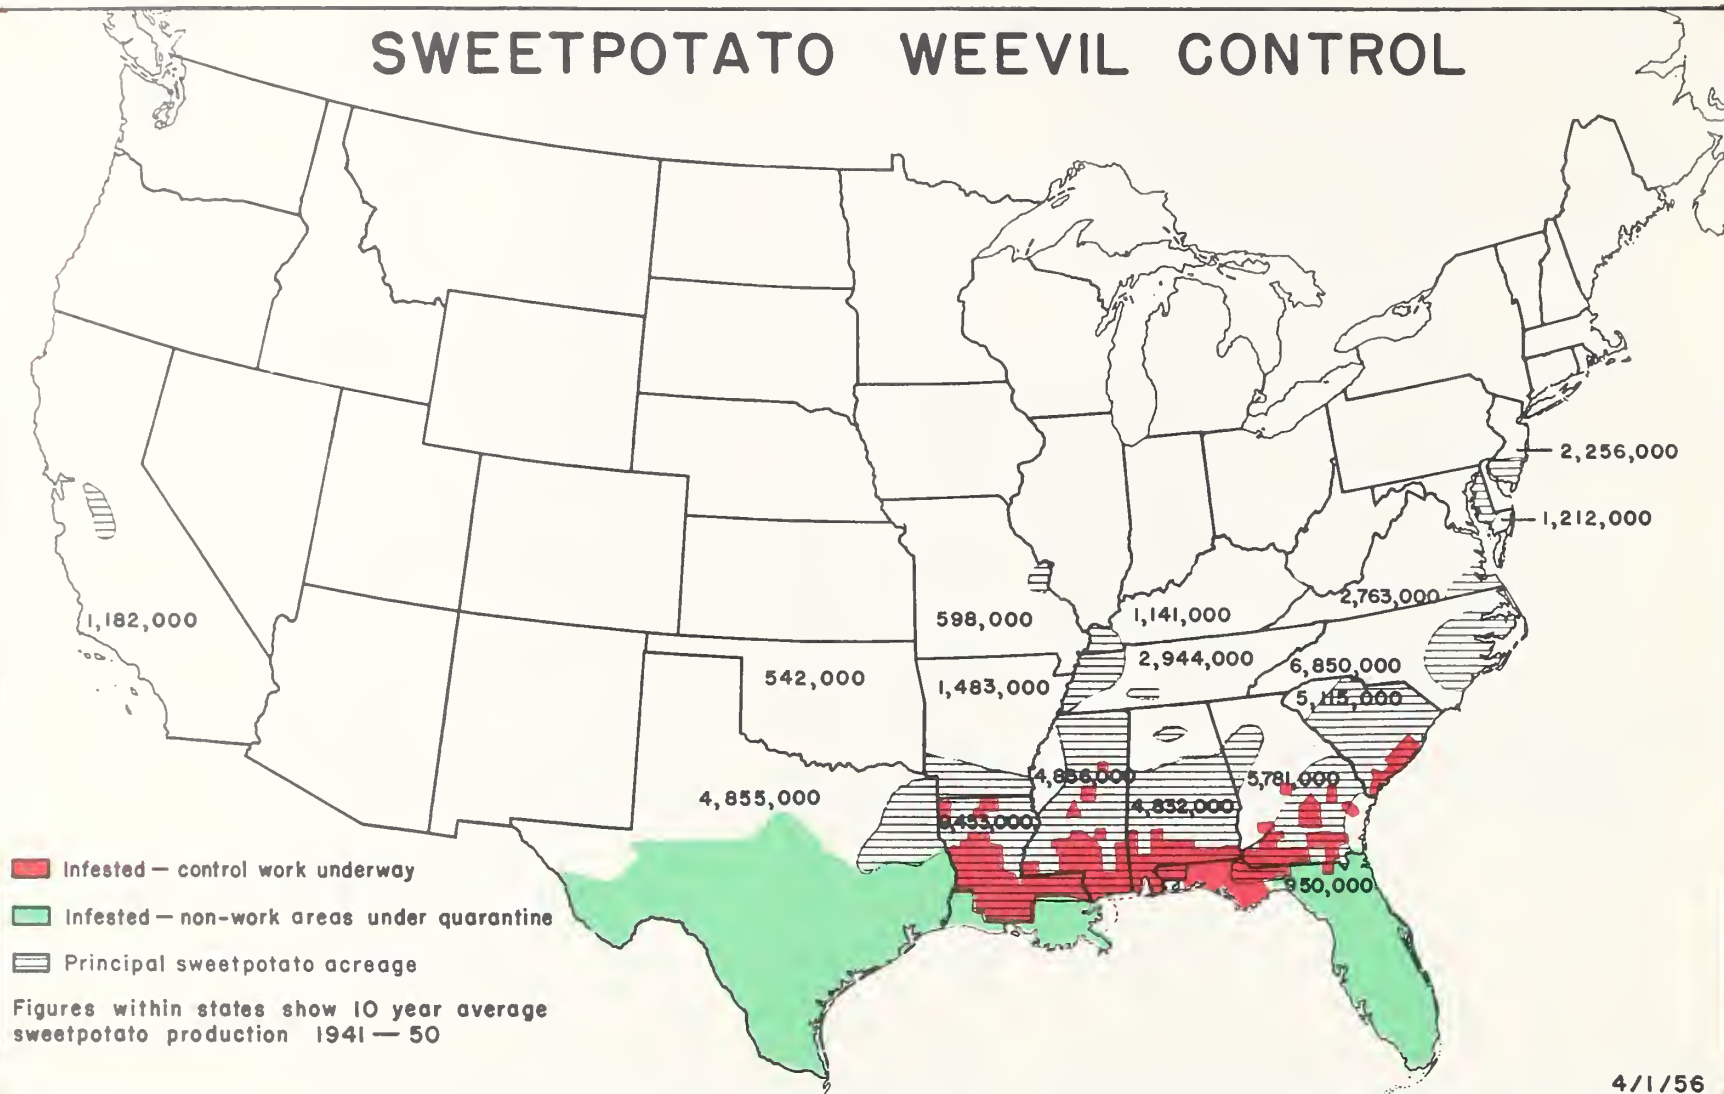 SWEETPOTATO WEEVIL CONTROL
2,256,000
1,212,000
2,763,000
1,182,000
598,000
1,141,000
2,944,000
6,850,000
542,000
1,483,000
5,115,000
4,855,000
5,781,000
4,832,000
950,000
Infested — control work underway
Infested — non-work areas under quarantine
Principal sweetpotato acreage
Figures within states show 10 year average
sweetpotato production 1941 — 50
4/1/56